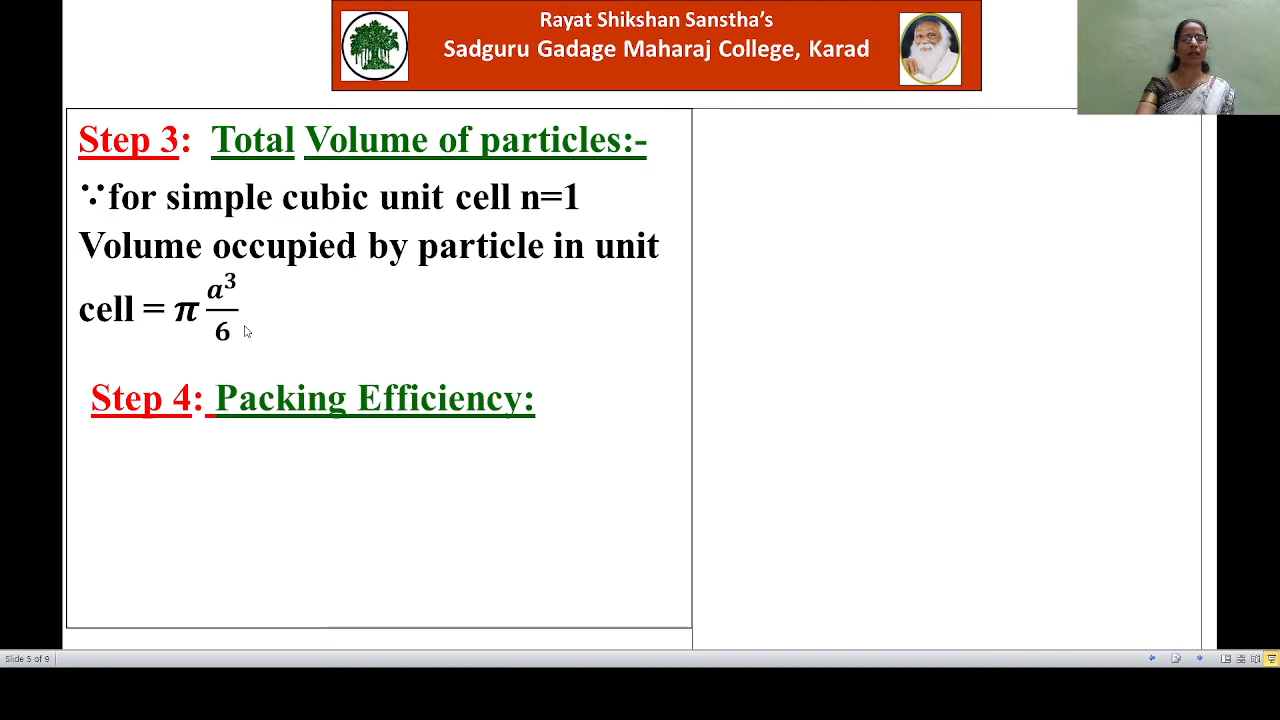 Rayat Shikshan Sanstha's
Sadguru Gadage Maharaj College, Karad
Step 3: Total Volume of particles:-
∵for simple cubic unit cell n=1
Volume occupied by particle in unit
cell = π a³/6
Step 4: Packing Efficiency:
Slide 5 of 9